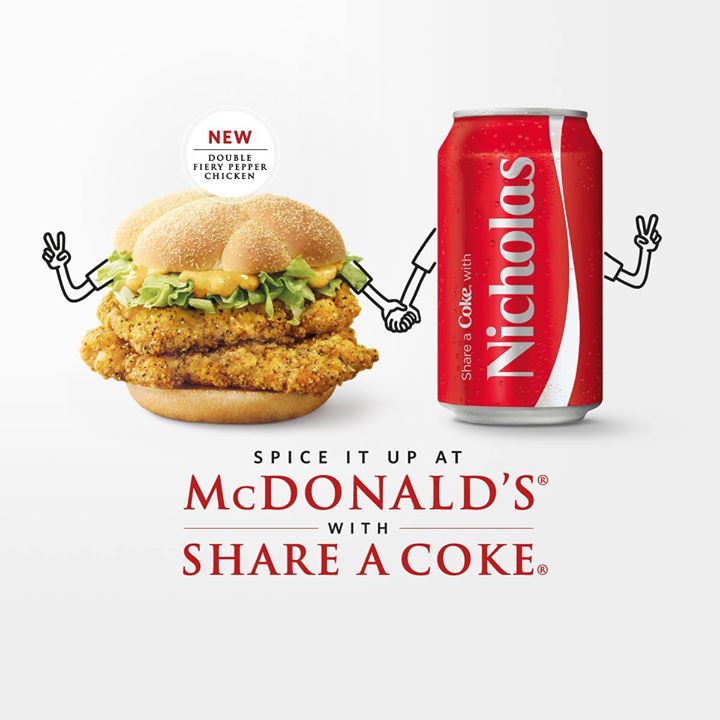 NEW
DOUBLE
FIERY PEPPER
CHICKEN
Share a Coke® with
Nicholas
SPICE IT UP AT
McDONALD'S®
WITH
SHARE A COKE®